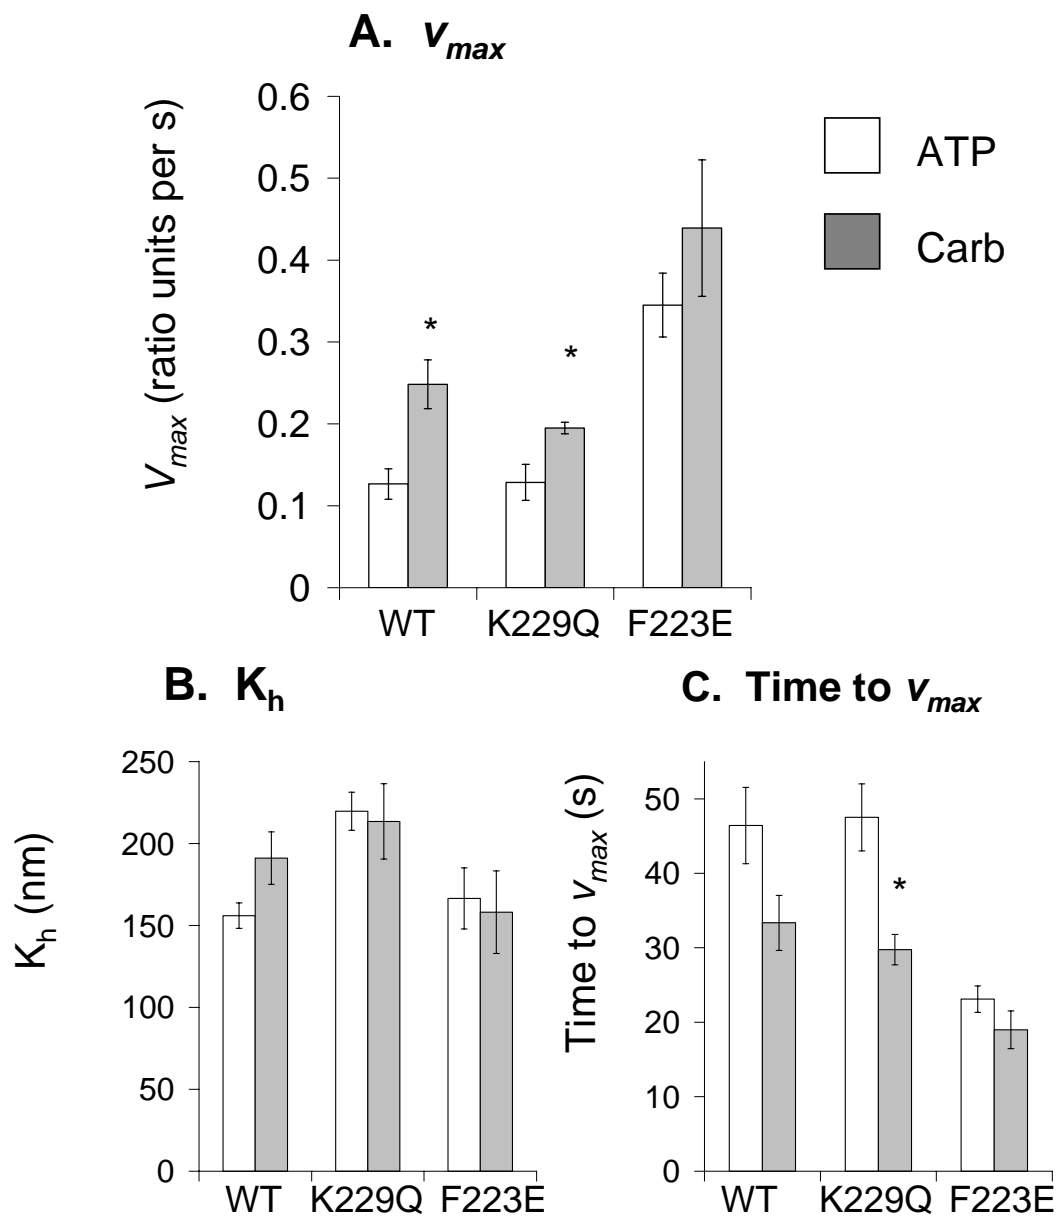 A. vmax
Vmax (ratio units per s)
0.6
0.5
0.4
0.3
0.2
0.1
0
*
*
WT K229Q F223E
ATP
Carb
B. Kh
Kh (nm)
250
200
150
100
50
0
WT K229Q F223E
C. Time to vmax
Time to vmax (s)
50
40
30
20
10
0
*
WT K229Q F223E